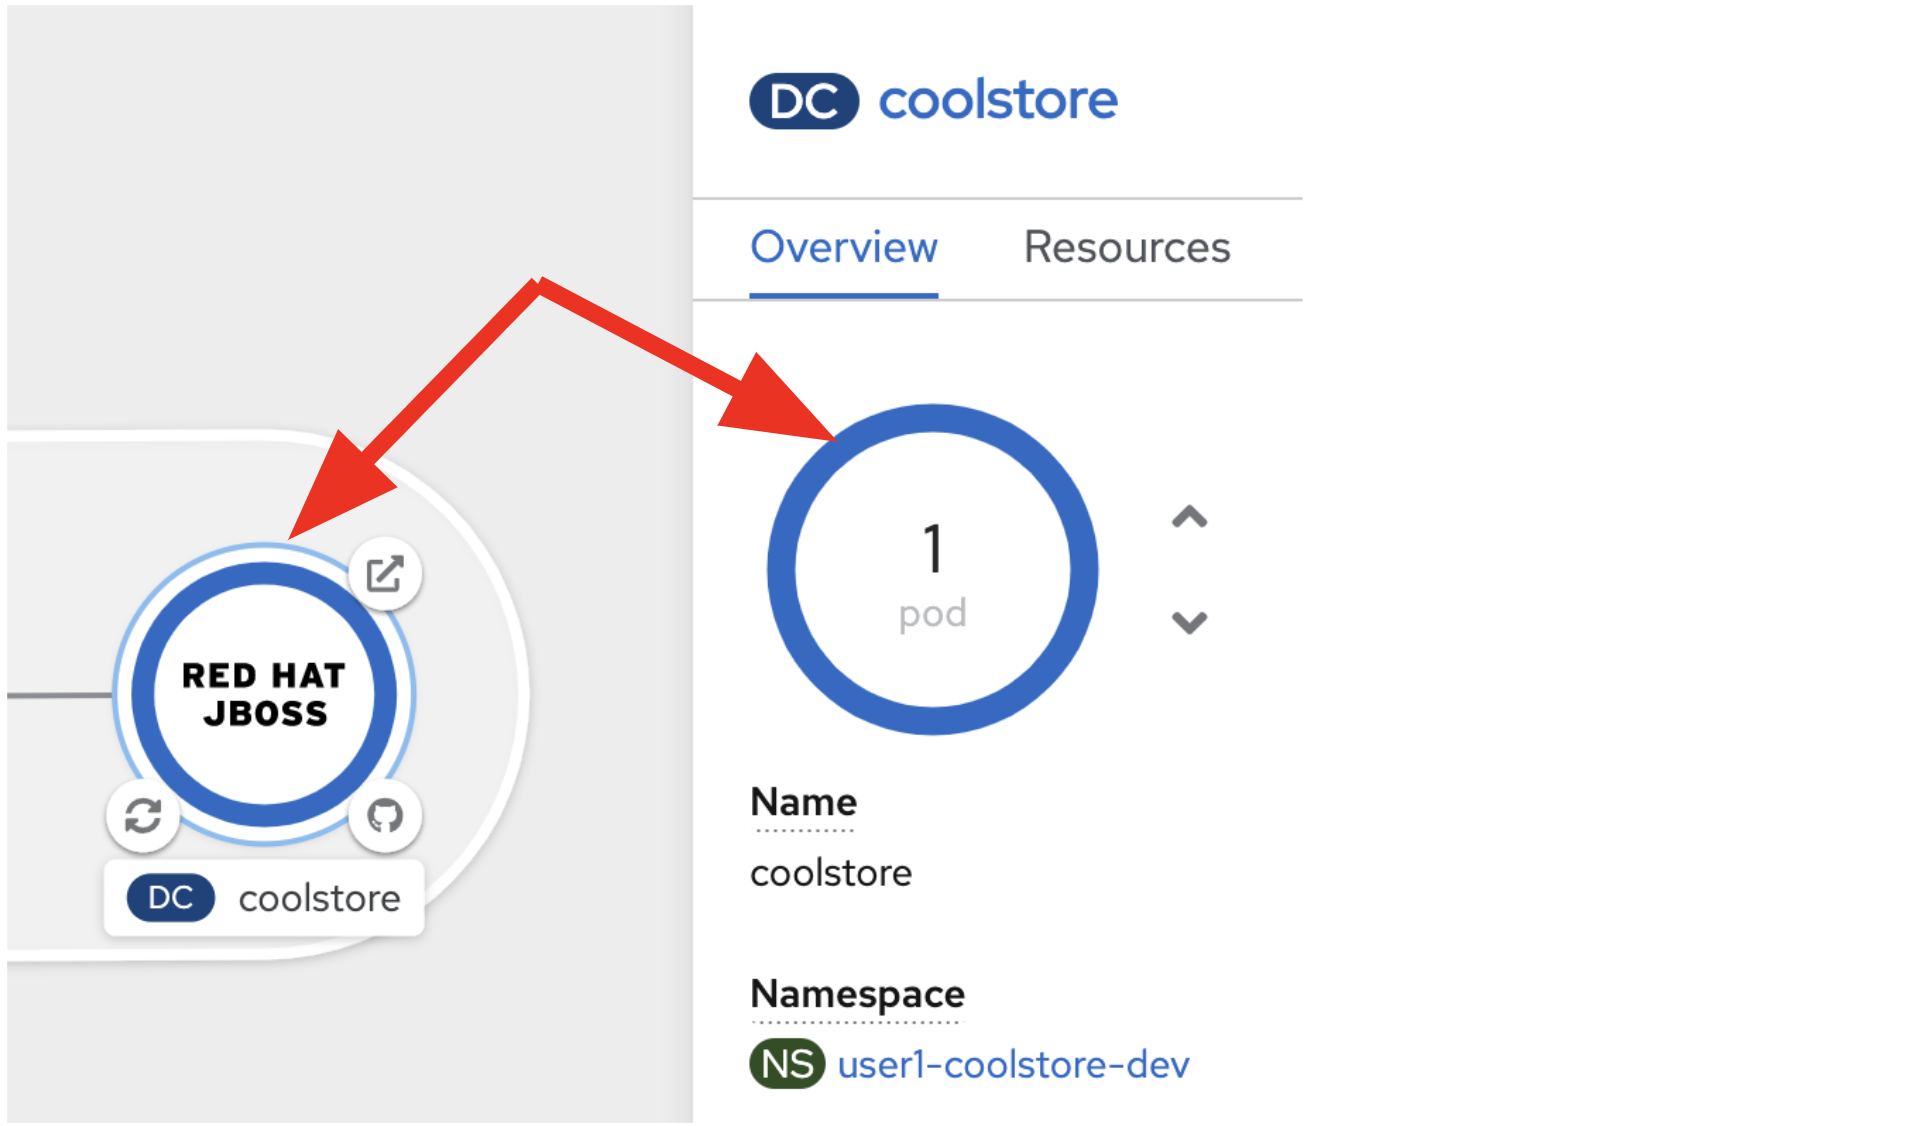 RED HAT
JBOSS
DC coolstore
DC coolstore
Overview Resources
1
pod
Name
coolstore
Namespace
NS user1-coolstore-dev